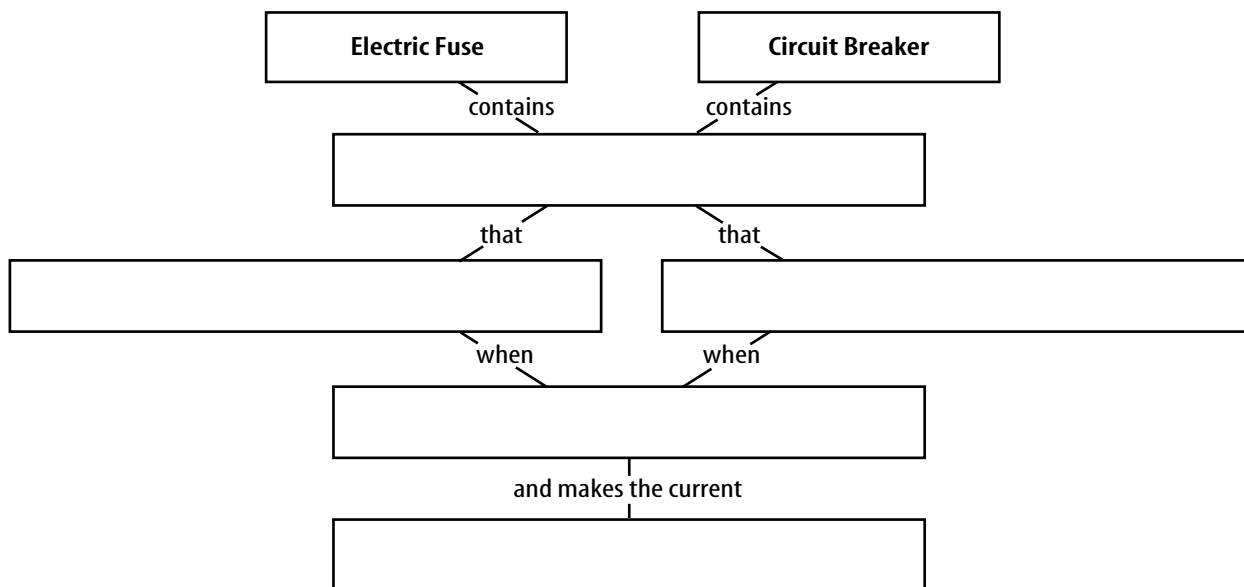 Electric Fuse
Circuit Breaker
contains
contains
that
that
when
when
and makes the current